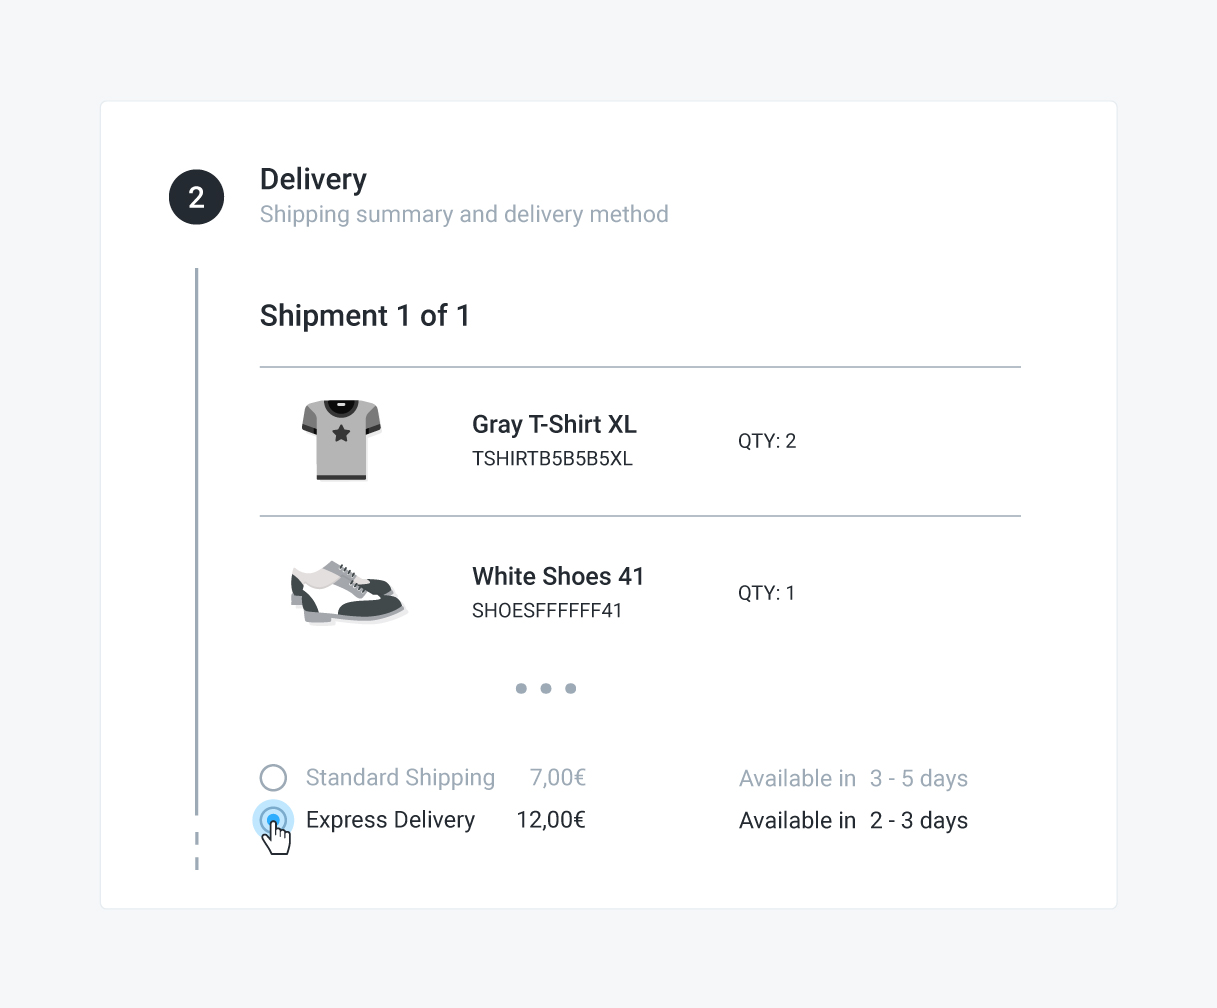 2
Delivery
Shipping summary and delivery method
Shipment 1 of 1
Gray T-Shirt XL
TSHIRTB5B5B5XL
QTY: 2
White Shoes 41
SHOESFFFFFF41
QTY: 1
Standard Shipping 7,00€ Available in 3 - 5 days
Express Delivery 12,00€ Available in 2 - 3 days